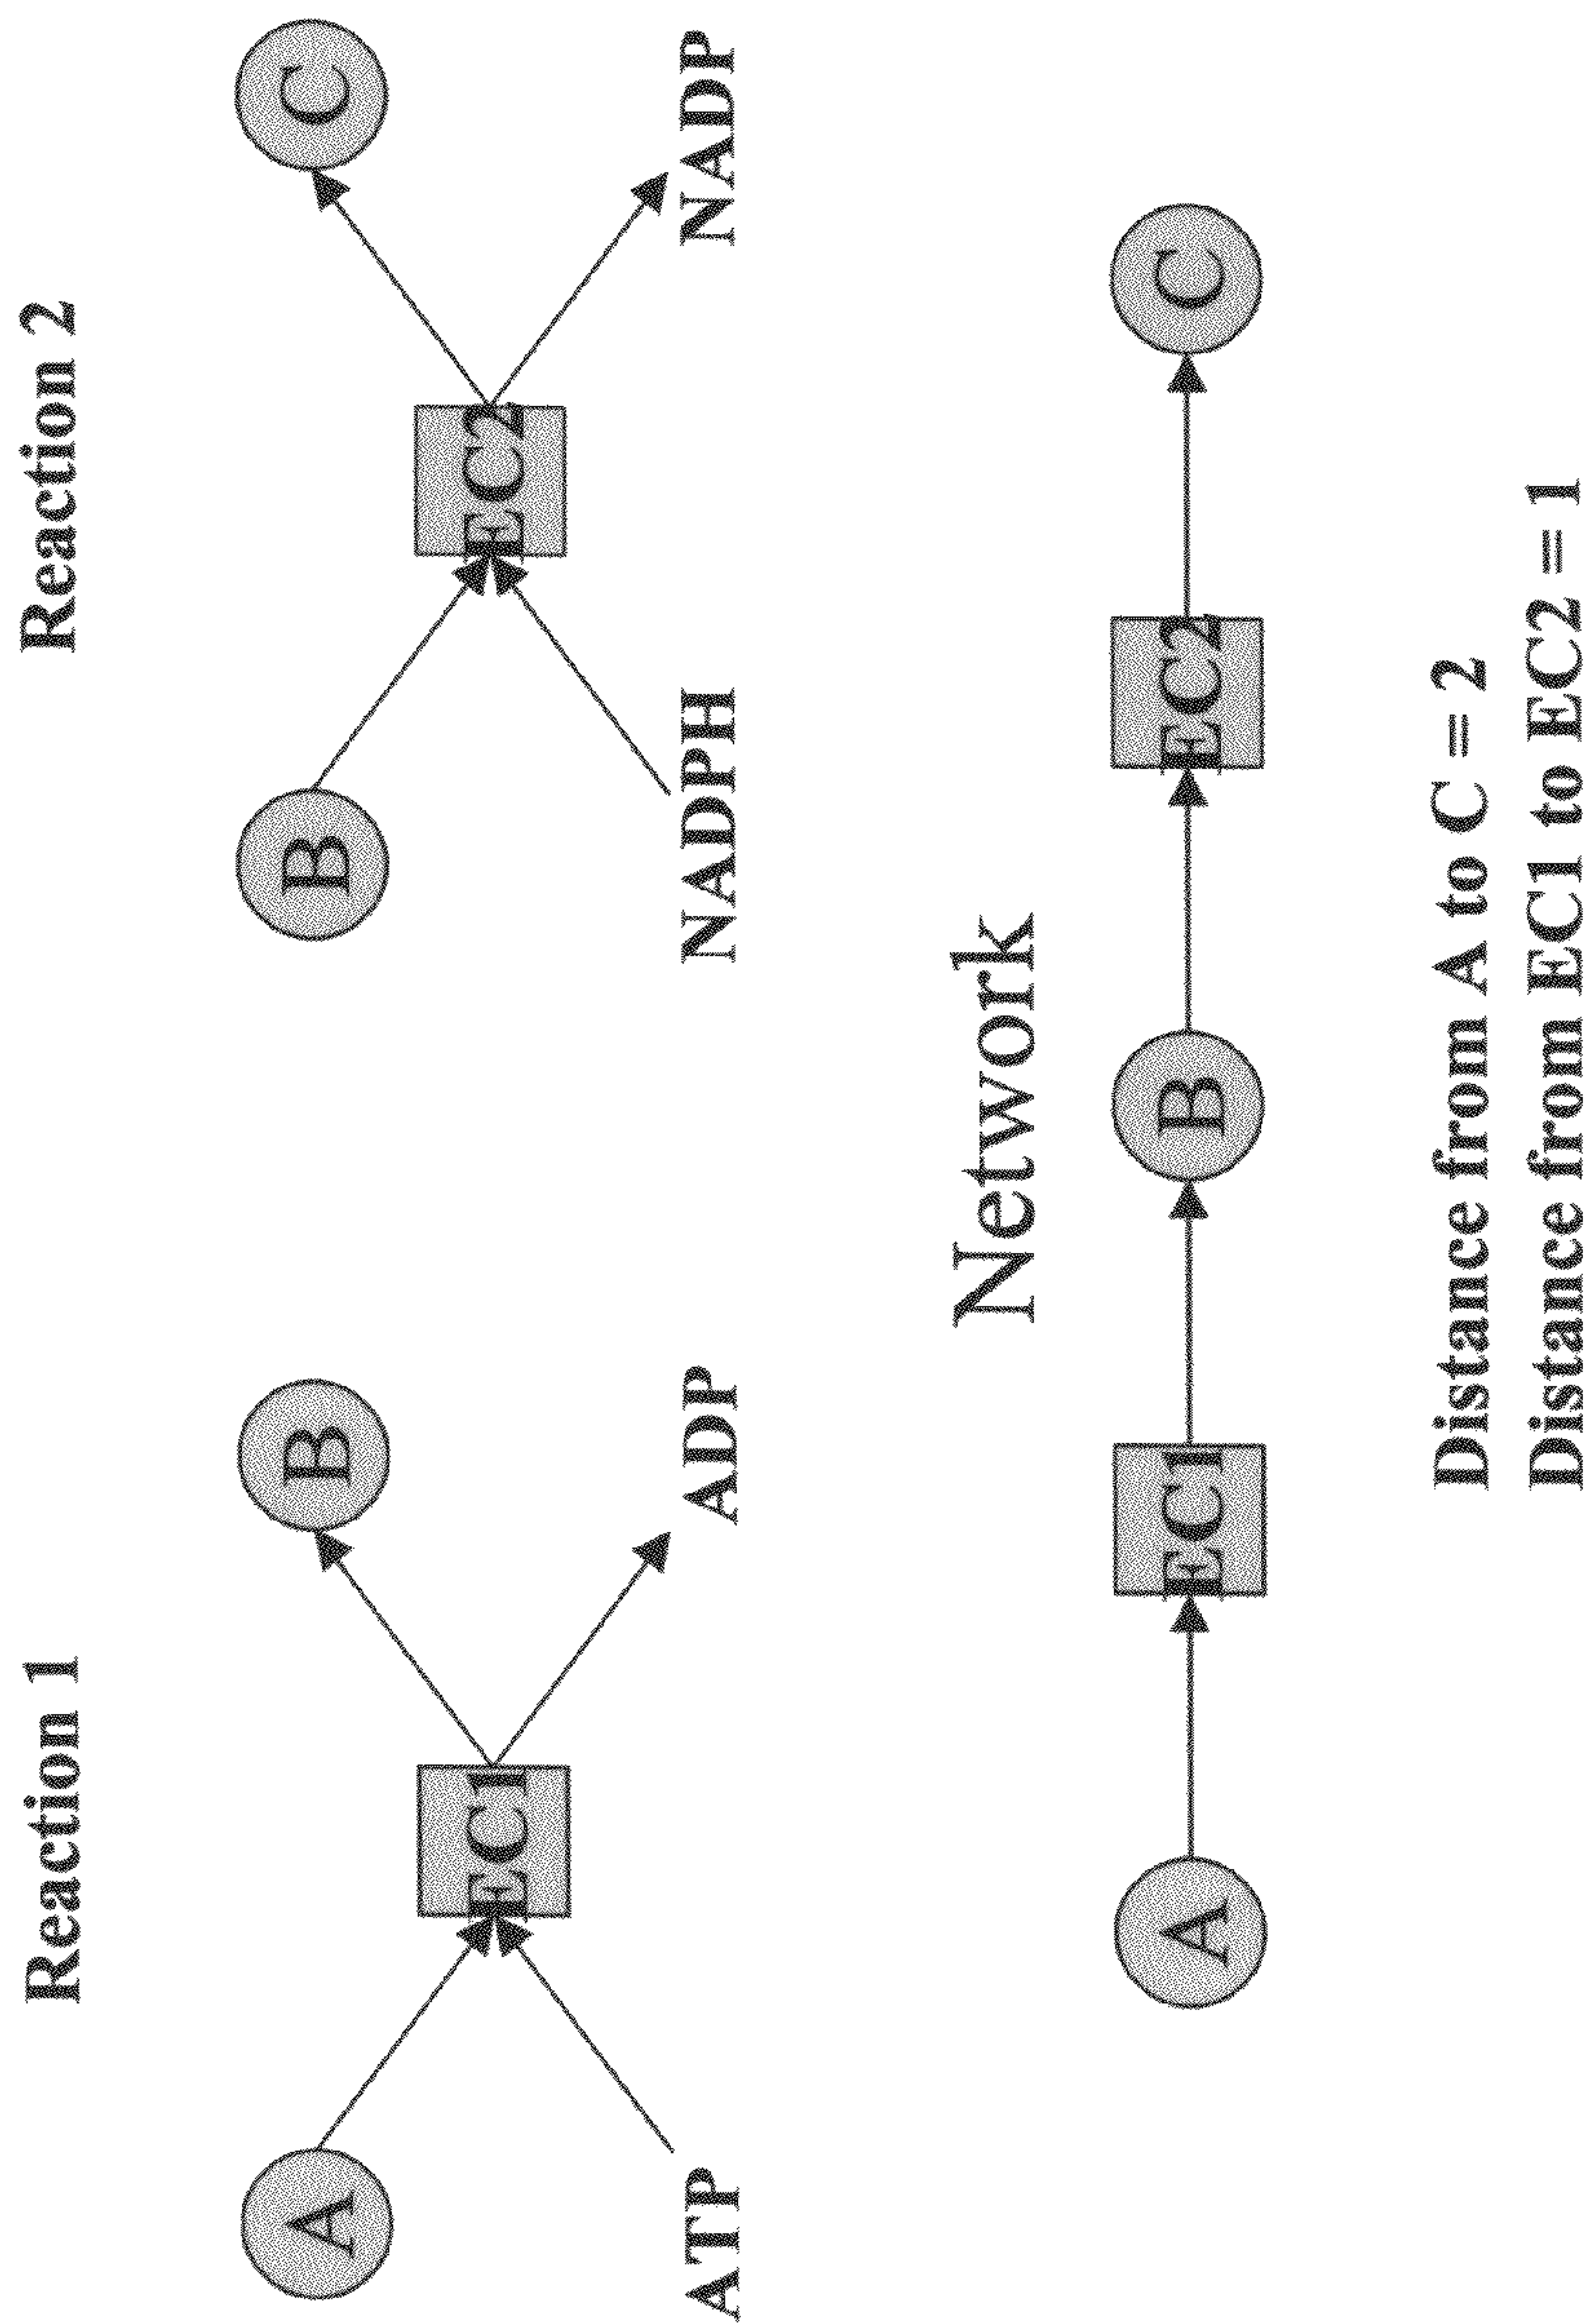 Reaction 1
Reaction 2
A
B
B
C
EC1
EC2
ATP
ADP
NADPH
NADP
Network
A
EC1
B
EC2
C
Distance from A to C = 2
Distance from EC1 to EC2 = 1